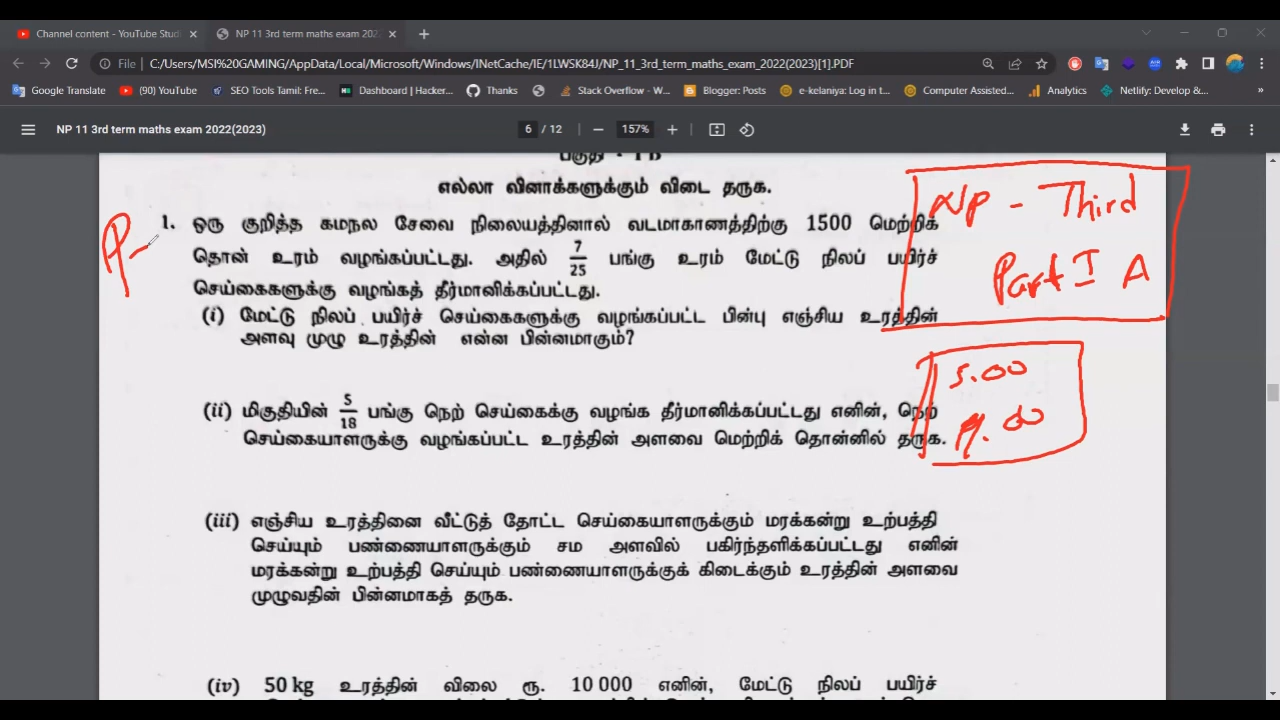 Channel content - YouTube Stud
NP 11 3rd term maths exam 202
File
C:/Users/MSI%20GAMING/AppData/Local/Microsoft/Windows/INetCache/IE/1LWSK84J/NP_11_3rd_term_maths_exam_2022(2023)[1].PDF
Google Translate
(90) YouTube
SEO Tools Tamil: Fre...
Dashboard | Hacker...
Thanks
Stack Overflow - W...
Blogger: Posts
e-kelaniya: Log in t...
Computer Assisted...
Analytics
Netlify: Develop &...
NP 11 3rd term maths exam 2022(2023)
6 / 12
157%
பகுதி - I B
எல்லா வினாக்களுக்கும் விடை தருக.
1. ஒரு குறித்த கமநல சேவை நிலையத்தினால் வடமாகாணத்திற்கு 1500 மெற்றிக்
தொன் உரம் வழங்கப்பட்டது. அதில் 7/25 பங்கு உரம் மேட்டு நிலப் பயிர்ச்
செய்கைகளுக்கு வழங்கத் தீர்மானிக்கப்பட்டது.
(i) மேட்டு நிலப் பயிர்ச் செய்கைகளுக்கு வழங்கப்பட்ட பின்பு எஞ்சிய உரத்தின்
அளவு முழு உரத்தின் என்ன பின்னமாகும்?
(ii) மிகுதியின் 5/18 பங்கு நெற் செய்கைக்கு வழங்க தீர்மானிக்கப்பட்டது எனின், நெற்
செய்கையாளருக்கு வழங்கப்பட்ட உரத்தின் அளவை மெற்றிக் தொன்னில் தருக.
(iii) எஞ்சிய உரத்தினை வீட்டுத் தோட்ட செய்கையாளருக்கும் மரக்கன்று உற்பத்தி
செய்யும் பண்ணையாளருக்கும் சம அளவில் பகிர்ந்தளிக்கப்பட்டது எனின்
மரக்கன்று உற்பத்தி செய்யும் பண்ணையாளருக்குக் கிடைக்கும் உரத்தின் அளவை
முழுவதின் பின்னமாகத் தருக.
(iv) 50 kg உரத்தின் விலை ரூ. 10 000 எனின், மேட்டு நிலப் பயிர்ச்
NP - Third
Part I A
5.00